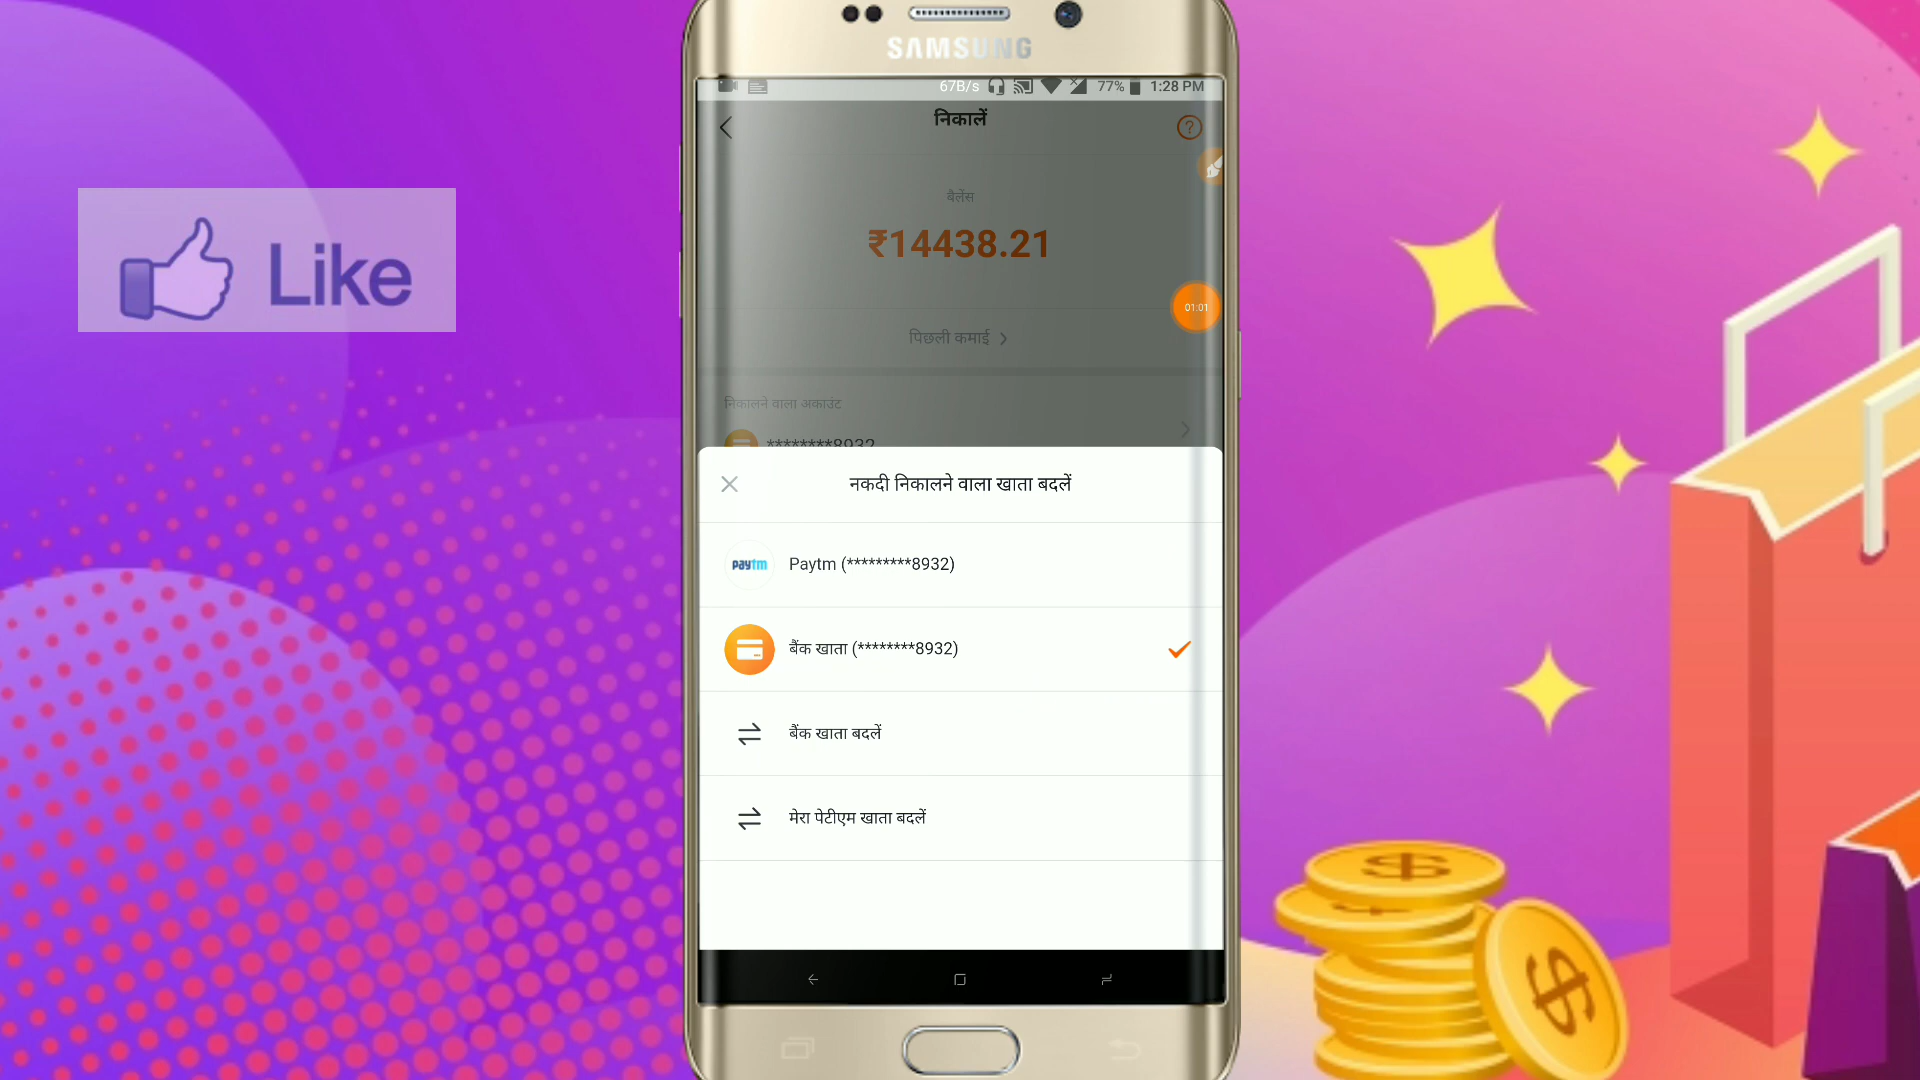 SAMSUNG
67B/s 77% 1:28 PM
निकालें
?
बैलेंस
₹14438.21
01:01
पिछली कमाई
निकालने वाला अकाउंट
********8932
नकदी निकालने वाला खाता बदलें
paytm Paytm (*********8932)
बैंक खाता (********8932)
बैंक खाता बदलें
मेरा पेटीएम खाता बदलें
Like
$
$